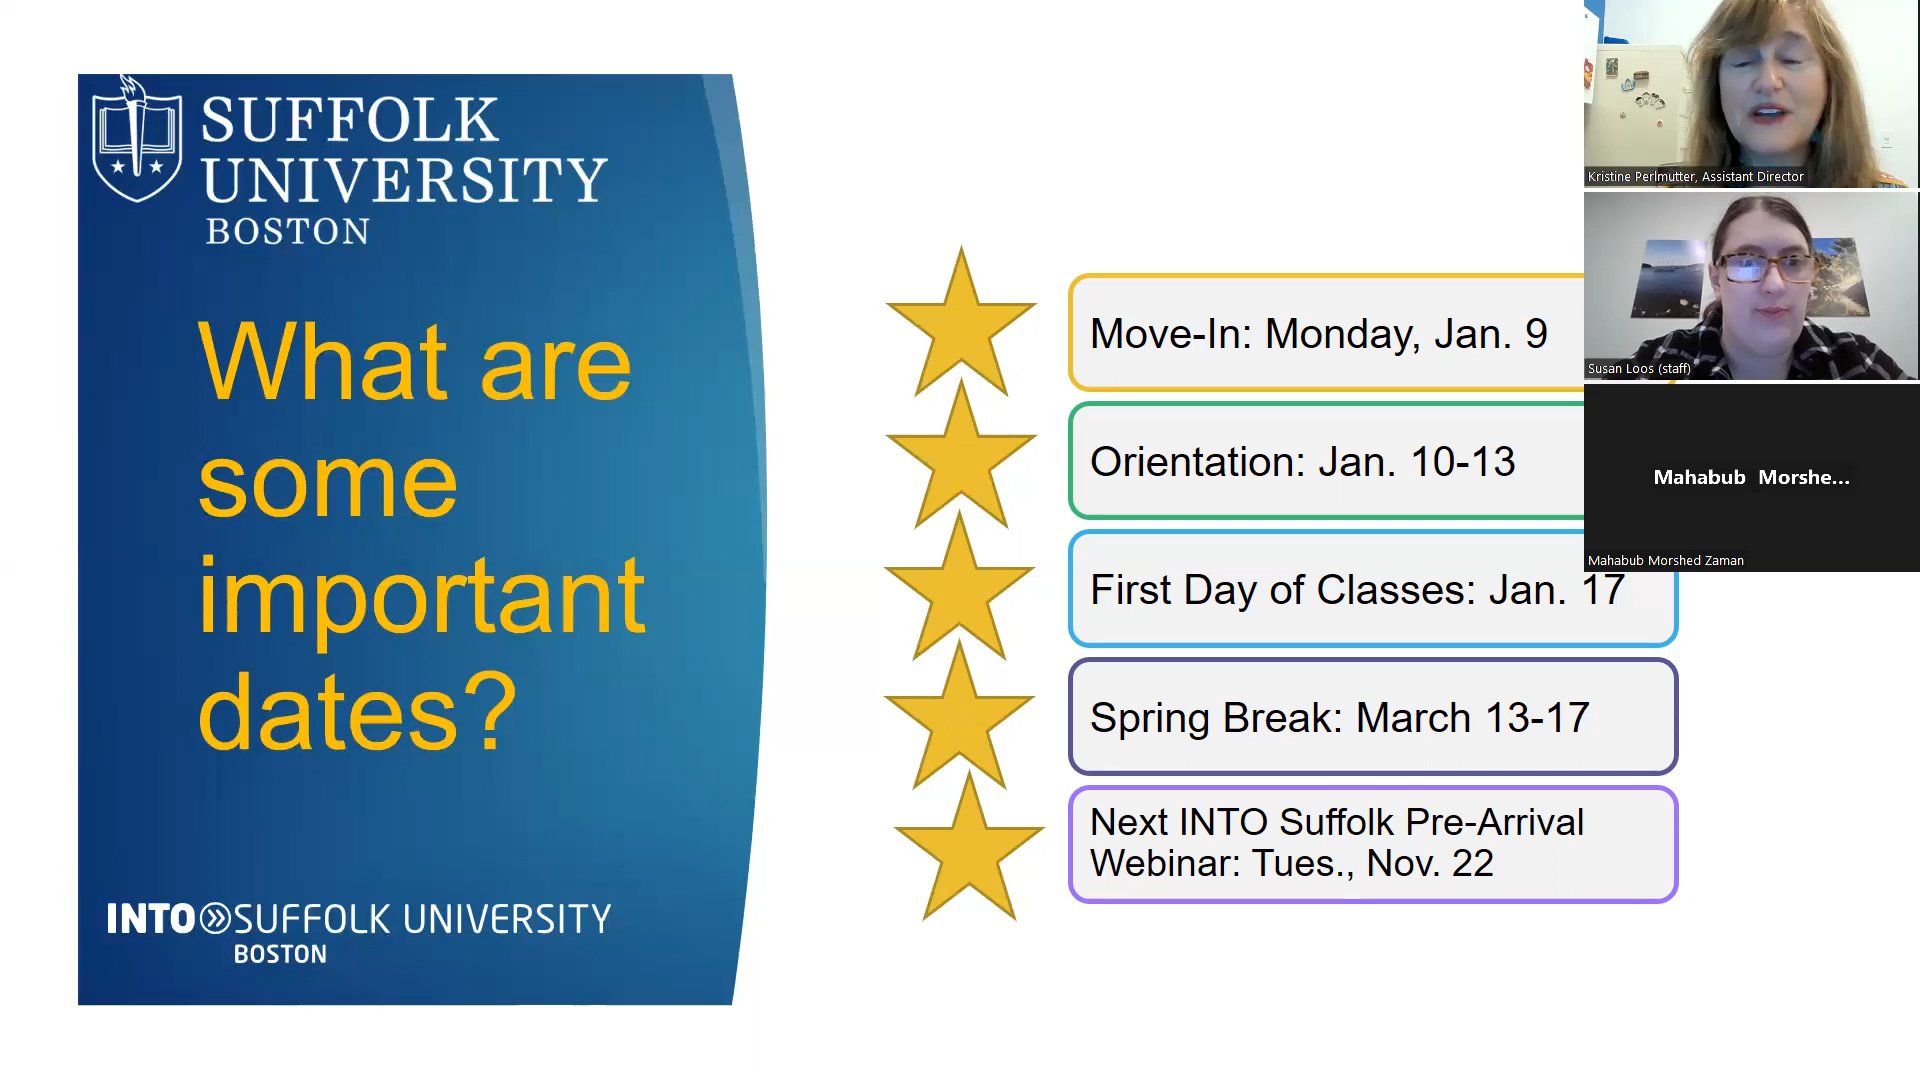 SUFFOLK
UNIVERSITY
BOSTON
What are
some
important
dates?
INTO SUFFOLK UNIVERSITY
BOSTON
Move-In: Monday, Jan. 9
Orientation: Jan. 10-13
First Day of Classes: Jan. 17
Spring Break: March 13-17
Next INTO Suffolk Pre-Arrival
Webinar: Tues., Nov. 22
Kristine Perlmutter, Assistant Director
Susan Loos (staff)
Mahabub Morshe...
Mahabub Morshed Zaman